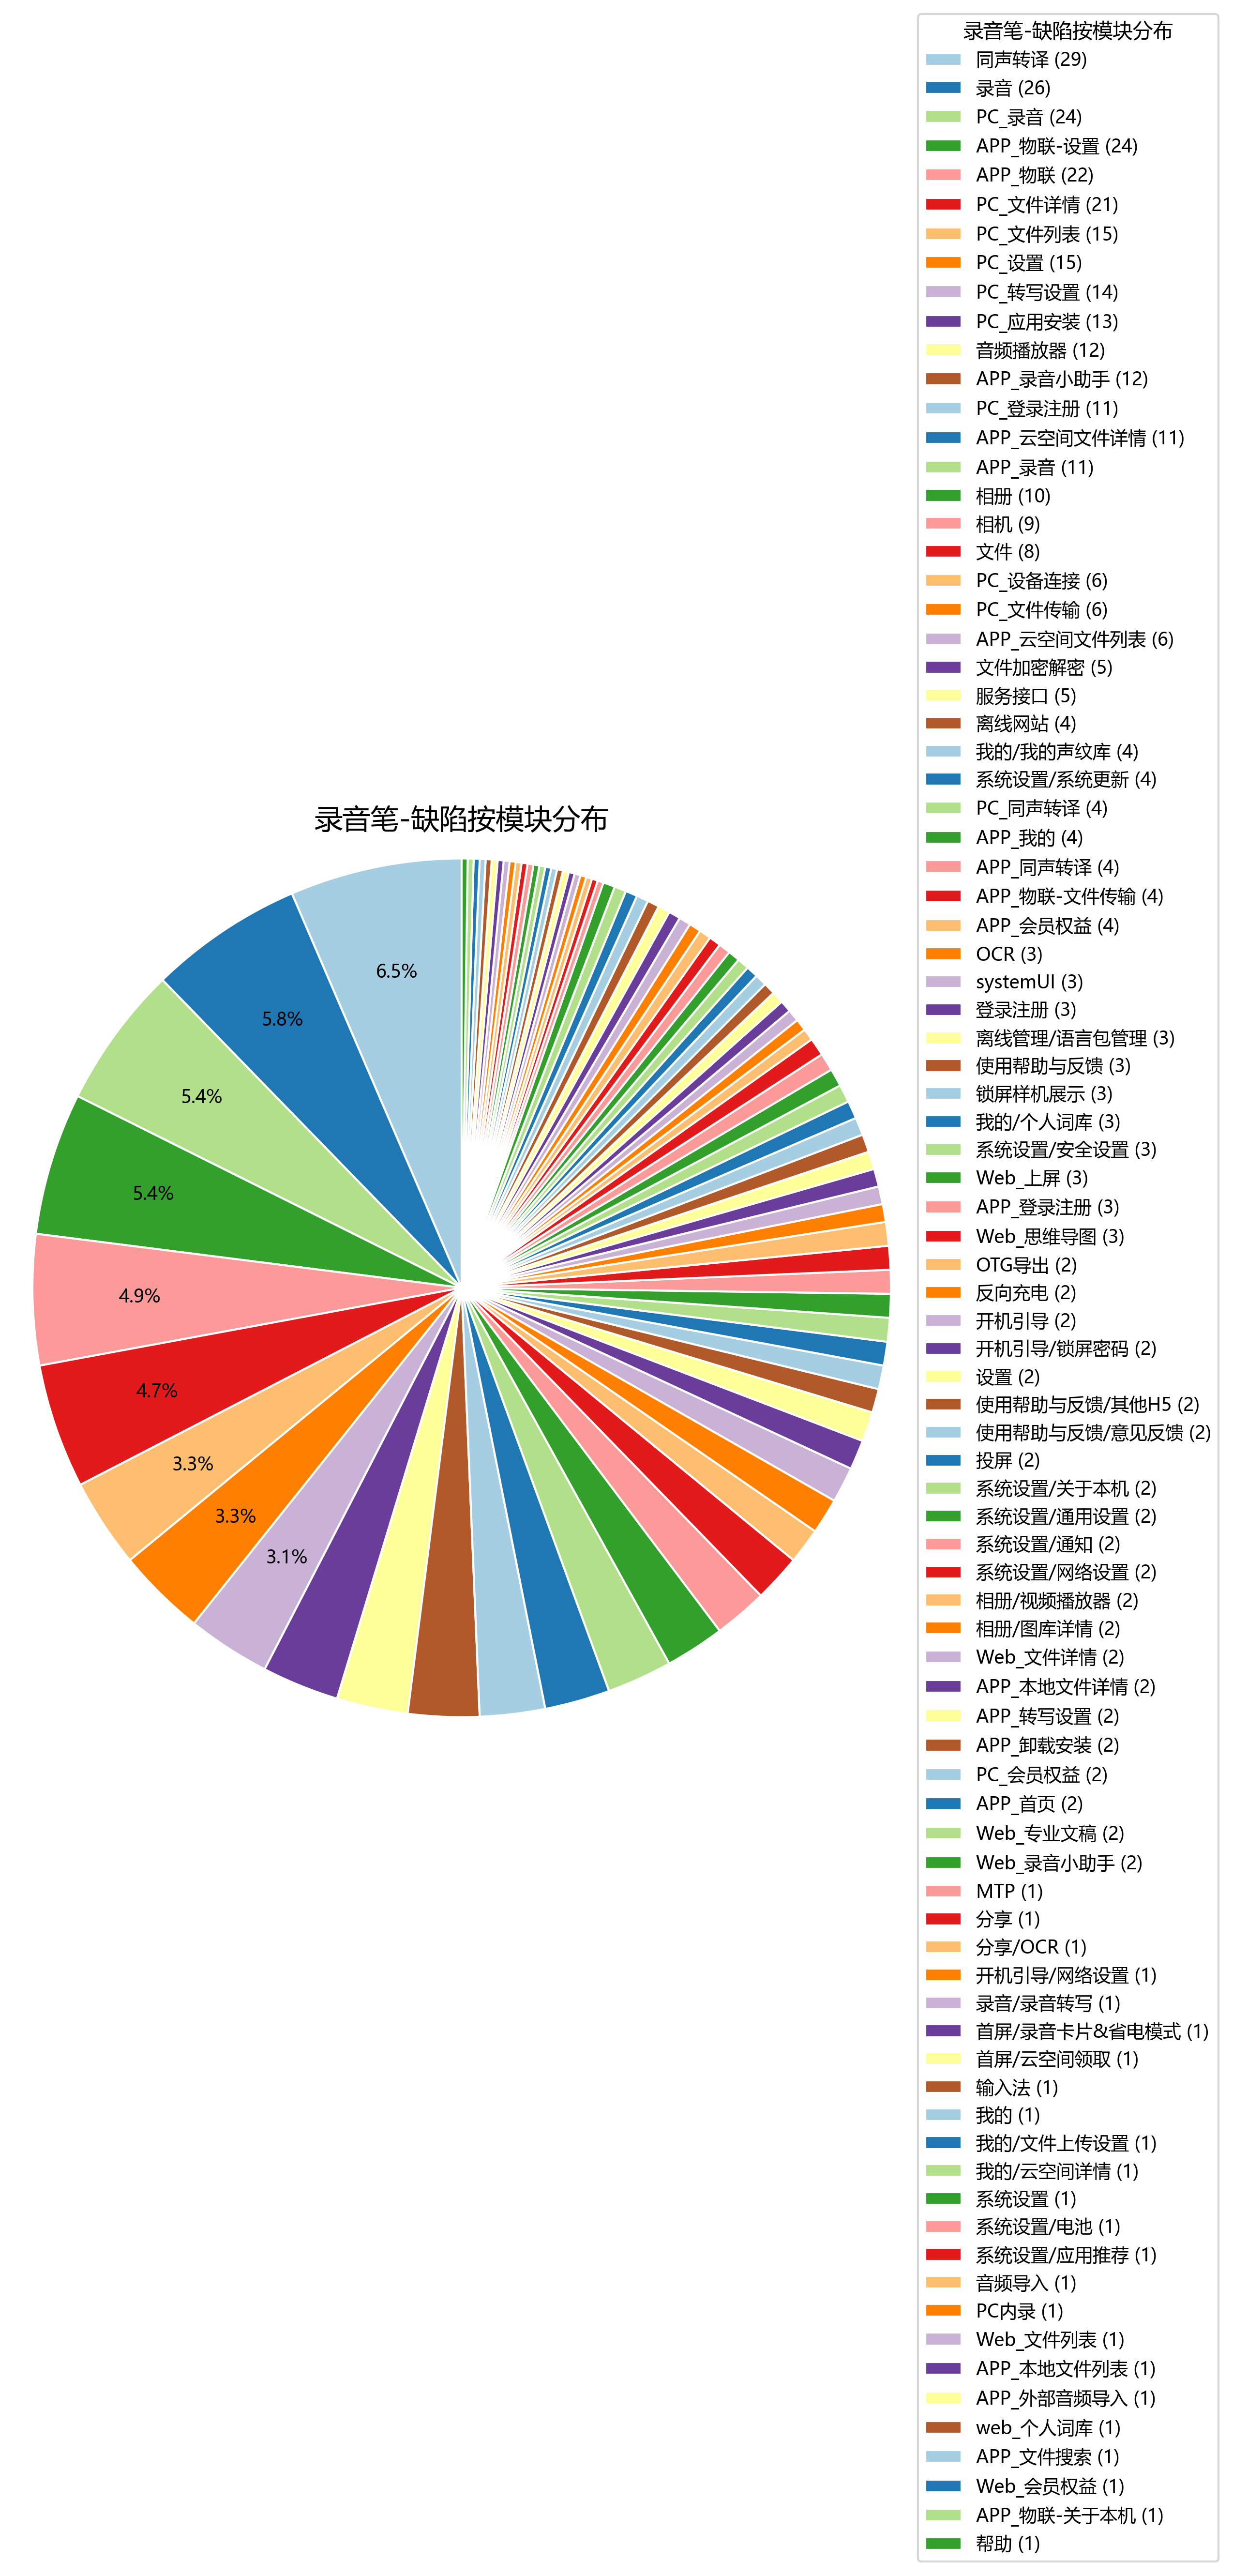 录音笔-缺陷按模块分布
6.5%
5.8%
5.4%
5.4%
4.9%
4.7%
3.3%
3.3%
3.1%
录音笔-缺陷按模块分布
同声转译 (29)
录音 (26)
PC_录音 (24)
APP_物联-设置 (24)
APP_物联 (22)
PC_文件详情 (21)
PC_文件列表 (15)
PC_设置 (15)
PC_转写设置 (14)
PC_应用安装 (13)
音频播放器 (12)
APP_录音小助手 (12)
PC_登录注册 (11)
APP_云空间文件详情 (11)
APP_录音 (11)
相册 (10)
相机 (9)
文件 (8)
PC_设备连接 (6)
PC_文件传输 (6)
APP_云空间文件列表 (6)
文件加密解密 (5)
服务接口 (5)
离线网站 (4)
我的/我的声纹库 (4)
系统设置/系统更新 (4)
PC_同声转译 (4)
APP_我的 (4)
APP_同声转译 (4)
APP_物联-文件传输 (4)
APP_会员权益 (4)
OCR (3)
systemUI (3)
登录注册 (3)
离线管理/语言包管理 (3)
使用帮助与反馈 (3)
锁屏样机展示 (3)
我的/个人词库 (3)
系统设置/安全设置 (3)
Web_上屏 (3)
APP_登录注册 (3)
Web_思维导图 (3)
OTG导出 (2)
反向充电 (2)
开机引导 (2)
开机引导/锁屏密码 (2)
设置 (2)
使用帮助与反馈/其他H5 (2)
使用帮助与反馈/意见反馈 (2)
投屏 (2)
系统设置/关于本机 (2)
系统设置/通用设置 (2)
系统设置/通知 (2)
系统设置/网络设置 (2)
相册/视频播放器 (2)
相册/图库详情 (2)
Web_文件详情 (2)
APP_本地文件详情 (2)
APP_转写设置 (2)
APP_卸载安装 (2)
PC_会员权益 (2)
APP_首页 (2)
Web_专业文稿 (2)
Web_录音小助手 (2)
MTP (1)
分享 (1)
分享/OCR (1)
开机引导/网络设置 (1)
录音/录音转写 (1)
首屏/录音卡片&省电模式 (1)
首屏/云空间领取 (1)
输入法 (1)
我的 (1)
我的/文件上传设置 (1)
我的/云空间详情 (1)
系统设置 (1)
系统设置/电池 (1)
系统设置/应用推荐 (1)
音频导入 (1)
PC内录 (1)
Web_文件列表 (1)
APP_本地文件列表 (1)
APP_外部音频导入 (1)
web_个人词库 (1)
APP_文件搜索 (1)
Web_会员权益 (1)
APP_物联-关于本机 (1)
帮助 (1)